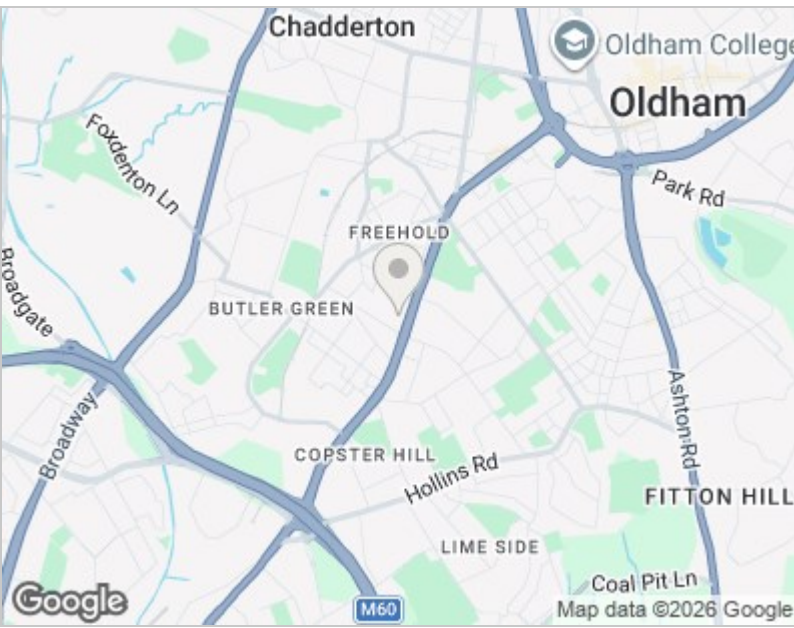 Chadderton
Oldham College
Oldham
Foxdenton Ln
Park Rd
FREEHOLD
Broadgate
BUTLER GREEN
Ashton Rd
Broadway
COPSTER HILL
Hollins Rd
FITTON HILL
LIME SIDE
Coal Pit Ln
Google
M60
Map data ©2026 Google